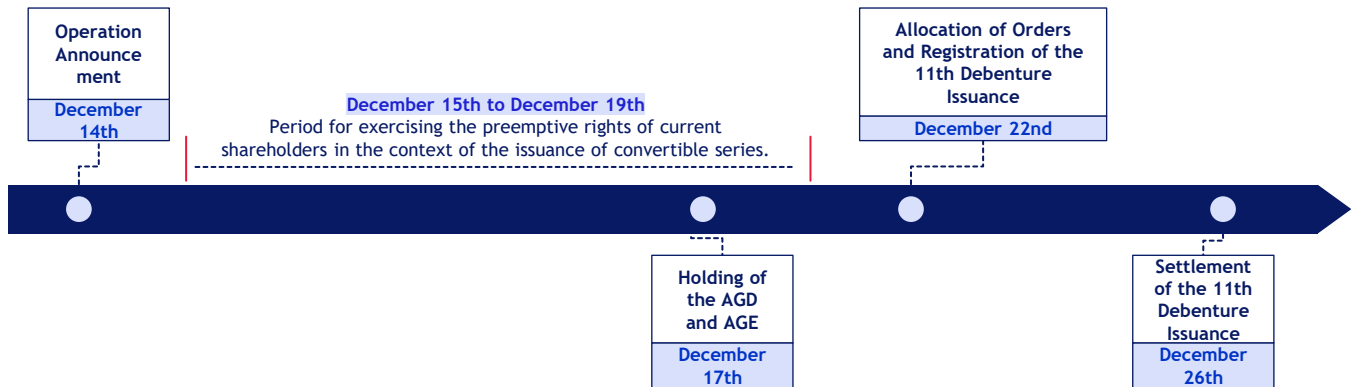 Operation
Announce
ment
December
14th
December 15th to December 19th
Period for exercising the preemptive rights of current
shareholders in the context of the issuance of convertible series.
Allocation of Orders
and Registration of the
11th Debenture
Issuance
December 22nd
Holding of
the AGD
and AGE
December
17th
Settlement
of the 11th
Debenture
Issuance
December
26th